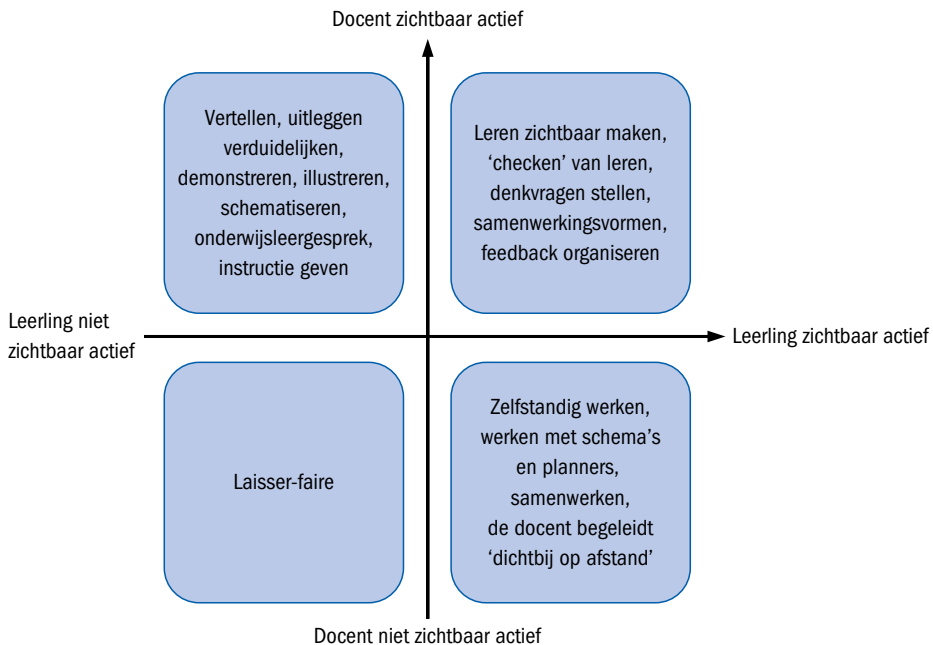 Docent zichtbaar actief
Vertellen, uitleggen
verduidelijken,
demonstreren, illustreren,
schematiseren,
onderwijsleergesprek,
instructie geven
Leren zichtbaar maken,
‘checken’ van leren,
denkvragen stellen,
samenwerkingsvormen,
feedback organiseren
Leerling niet
zichtbaar actief
Leerling zichtbaar actief
Laisser-faire
Zelfstandig werken,
werken met schema’s
en planners,
samenwerken,
de docent begeleidt
‘dichtbij op afstand’
Docent niet zichtbaar actief